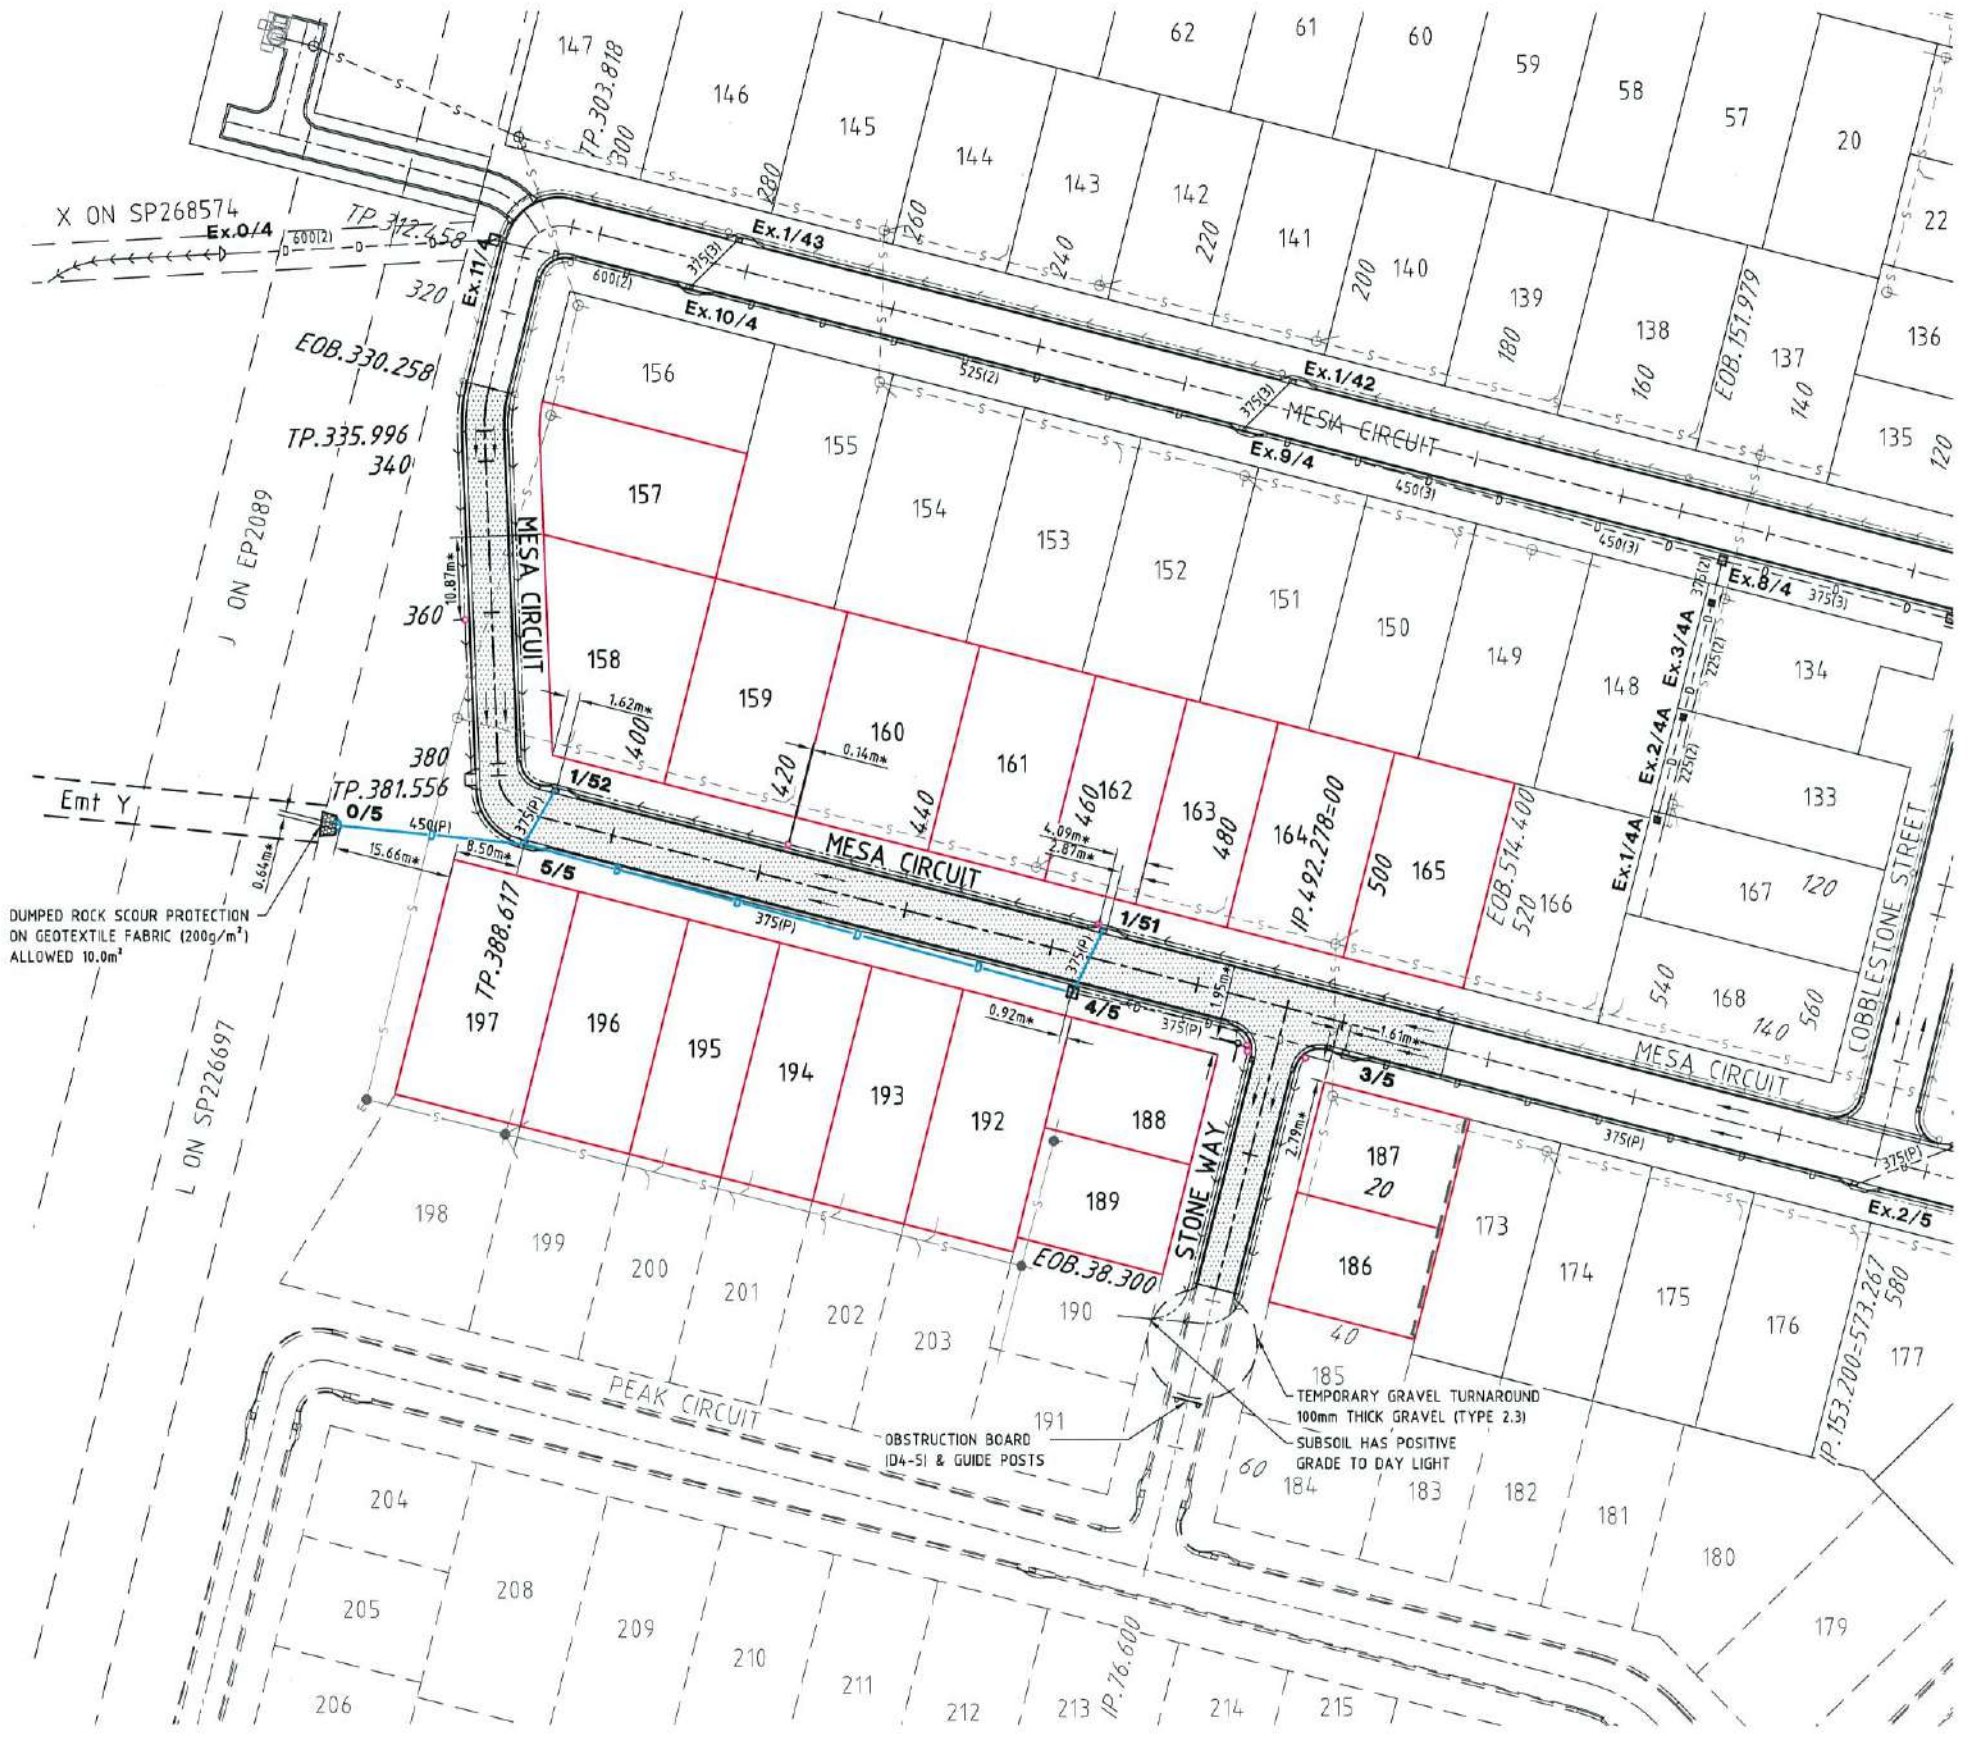 147
TP.303.818
300
146
145
144
143
142
141
140
139
138
137
136
135
62
61
60
59
58
57
20
22
280
260
240
220
200
180
160
EOB.151.979
140
120
X ON SP268574
Ex.0/4
600(2)
TP.312.458
Ex.11/4
320
EOB.330.258
TP.335.996
340
J ON EP2089
Ex.1/43
375(3)
600(2)
Ex.10/4
525(2)
Ex.1/42
375(3)
MESA CIRCUIT
Ex.9/4
450(3)
450(3)
Ex.8/4
375(3)
375(2)
156
155
154
153
152
151
150
149
148
157
158
159
160
161
162
163
164
165
166
167
168
134
133
Ex.3/4A
225(2)
Ex.2/4A
225(2)
Ex.1/4A
MESA CIRCUIT
10.87m*
360
380
TP.381.556
1.62m*
400
420
0.14m*
440
460
4.09m*
2.87m*
480
IP.492.278=00
500
EOB.514.400
520
540
120
140
560
COBBLESTONE STREET
Emt Y
0/5
450(P)
15.66m*
8.50m*
0.64m*
375(P)
1/52
5/5
MESA CIRCUIT
375(P)
1/51
375(P)
4/5
0.92m*
375(P)
1.95m*
1.61m*
3/5
MESA CIRCUIT
375(P)
375(P)
Ex.2/5
DUMPED ROCK SCOUR PROTECTION
ON GEOTEXTILE FABRIC (200g/m²)
ALLOWED 10.0m²
TP.388.617
L ON SP226697
197
196
195
194
193
192
188
189
EOB.38.300
STONE WAY
2.79m*
187
20
186
40
173
174
175
176
IP.153.200=573.267
580
177
198
199
200
201
202
203
190
191
185
TEMPORARY GRAVEL TURNAROUND
100mm THICK GRAVEL (TYPE 2.3)
SUBSOIL HAS POSITIVE
GRADE TO DAY LIGHT
OBSTRUCTION BOARD
(D4-5) & GUIDE POSTS
PEAK CIRCUIT
60
184
183
182
181
180
179
204
205
206
208
209
210
211
212
213
IP.76.600
214
215